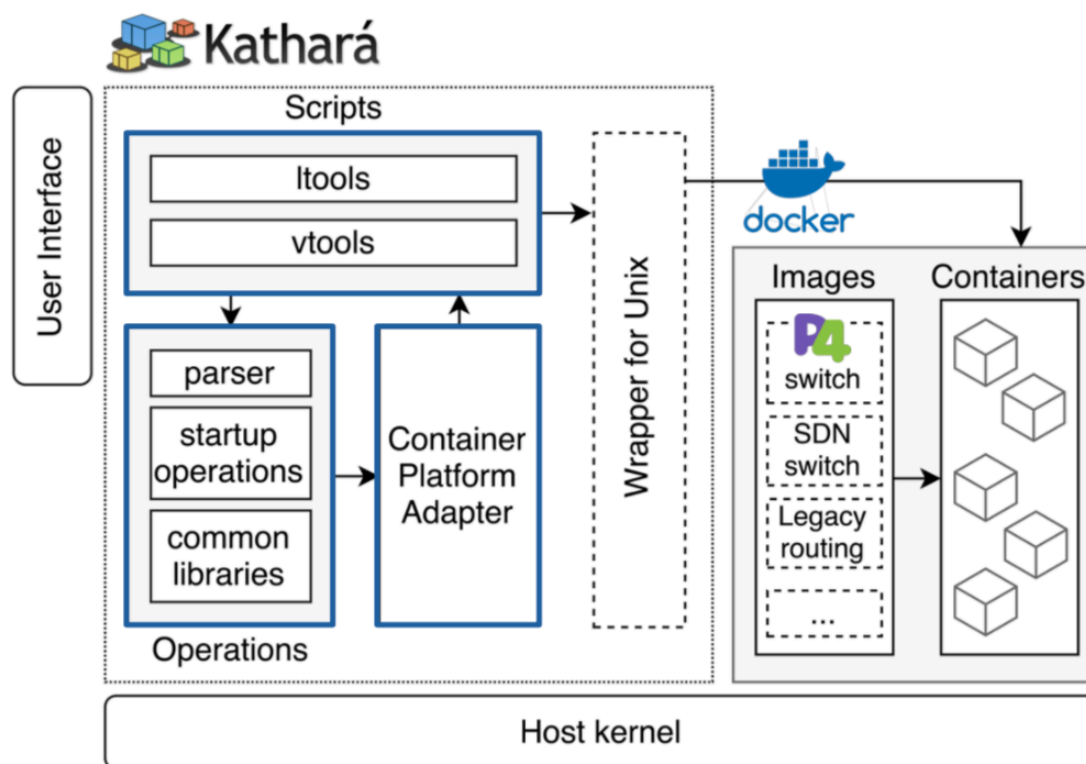 Kathará
User Interface
Scripts
ltools
vtools
parser
startup
operations
common
libraries
Operations
Container
Platform
Adapter
Wrapper for Unix
docker
Images
P4
switch
SDN
switch
Legacy
routing
...
Containers
Host kernel